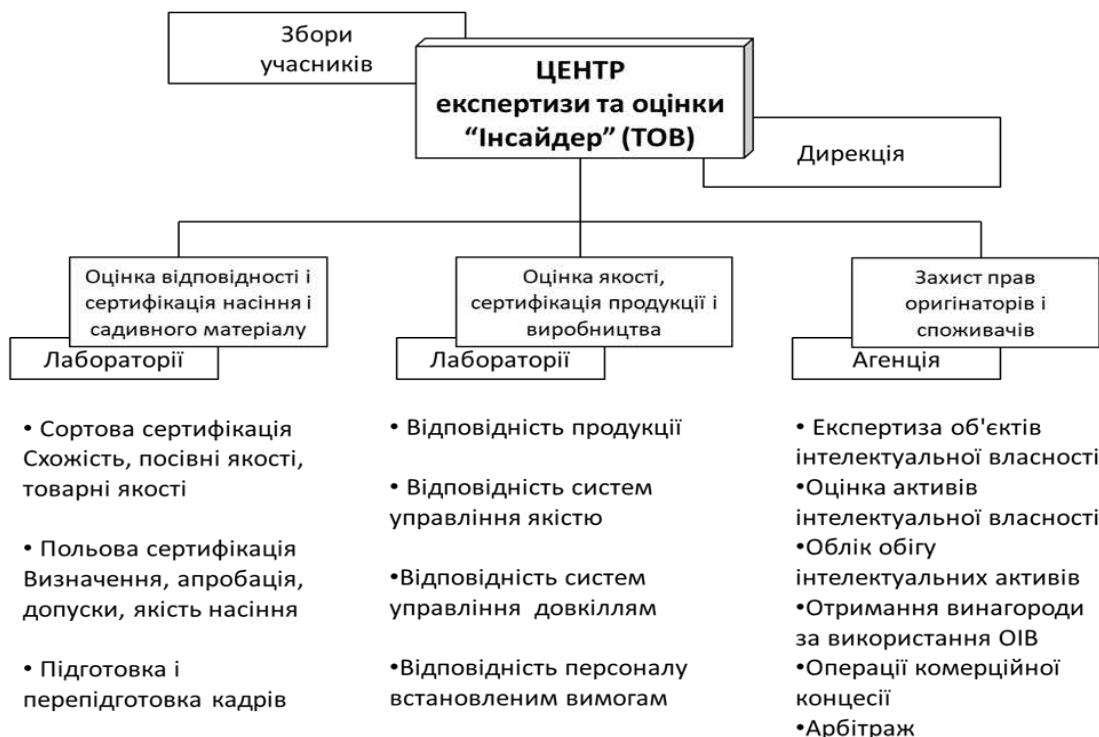 Збори
учасників
ЦЕНТР
експертизи та оцінки
“Інсайдер” (ТОВ)
Дирекція
Оцінка відповідності і
сертифікація насіння і
садивного матеріалу
Лабораторії
• Сортова сертифікація
Схожість, посівні якості,
товарні якості
• Польова сертифікація
Визначення, апробація,
допуски, якість насіння
• Підготовка і
перепідготовка кадрів
Оцінка якості,
сертифікація продукції і
виробництва
Лабораторії
• Відповідність продукції
• Відповідність систем
управління якістю
•Відповідність систем
управління довкіллям
•Відповідність персоналу
встановленим вимогам
Захист прав
оригінаторів і
споживачів
Агенція
• Експертиза об'єктів
інтелектуальної власності
•Оцінка активів
інтелектуальної власності
•Облік обігу
інтелектуальних активів
•Отримання винагороди
за використання ОІВ
•Операції комерційної
концесії
•Арбітраж